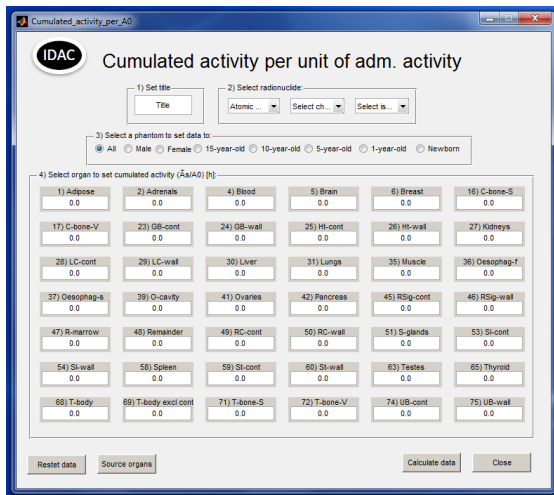 Cumulated_activity_per_A0
IDAC
Cumulated activity per unit of adm. activity
1) Set title
Title
2) Select radionuclide:
Atomic ... Select ch... Select is...
3) Select a phantom to set data to:
All Male Female 15-year-old 10-year-old 5-year-old 1-year-old Newborn
4) Select organ to set cumulated activity (Ãs/A0) [h]:
1) Adipose 2) Adrenals 4) Blood 5) Brain 6) Breast 16) C-bone-S
0.0 0.0 0.0 0.0 0.0 0.0
17) C-bone-V 23) GB-cont 24) GB-wall 25) Ht-cont 26) Ht-wall 27) Kidneys
0.0 0.0 0.0 0.0 0.0 0.0
28) LC-cont 29) LC-wall 30) Liver 31) Lungs 35) Muscle 36) Oesophag-f
0.0 0.0 0.0 0.0 0.0 0.0
37) Oesophag-s 39) O-cavity 41) Ovaries 42) Pancreas 45) RSig-cont 46) RSig-wall
0.0 0.0 0.0 0.0 0.0 0.0
47) R-marrow 48) Remainder 49) RC-cont 50) RC-wall 51) S-glands 53) SI-cont
0.0 0.0 0.0 0.0 0.0 0.0
54) SI-wall 58) Spleen 59) St-cont 60) St-wall 63) Testes 65) Thyroid
0.0 0.0 0.0 0.0 0.0 0.0
68) T-body 69) T-body excl cont 71) T-bone-S 72) T-bone-V 74) UB-cont 75) UB-wall
0.0 0.0 0.0 0.0 0.0 0.0
Restet data Source organs Calculate data Close